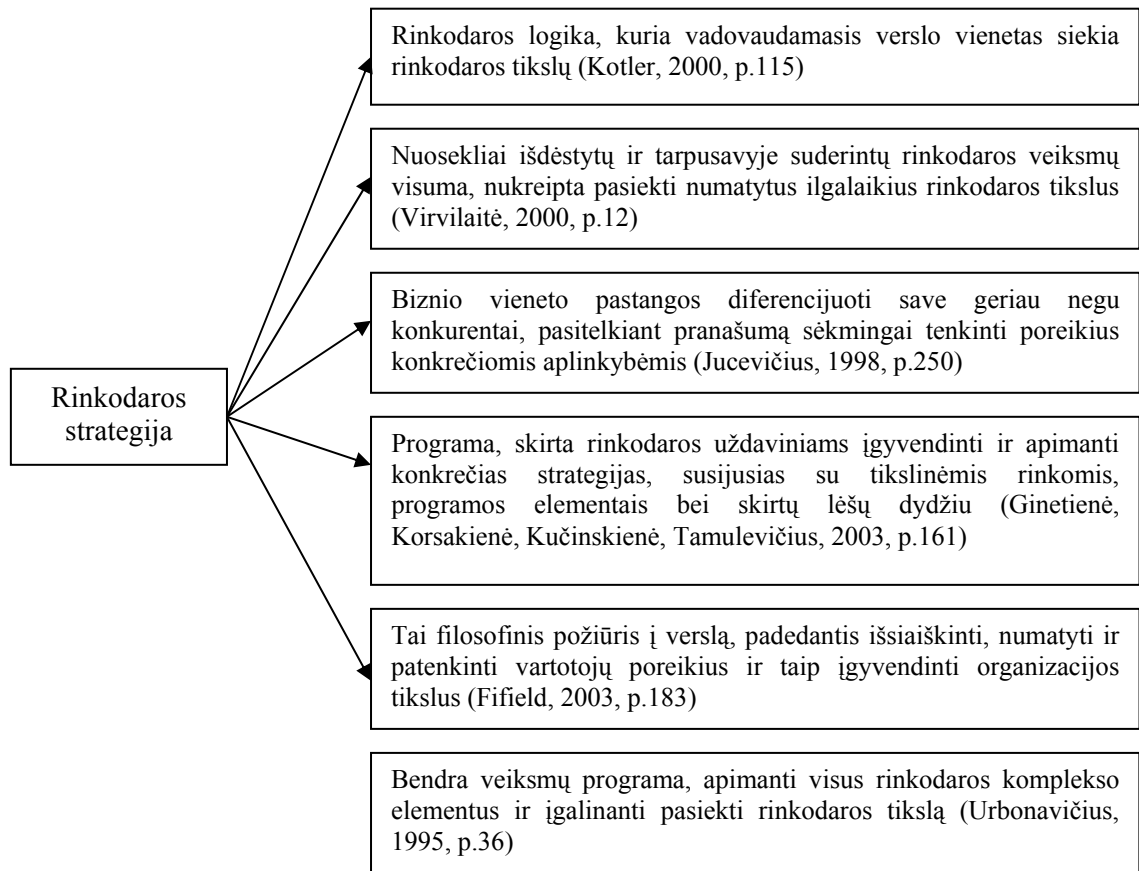 Rinkodaros logika, kuria vadovaudamasis verslo vienetas siekia
rinkodaros tikslų (Kotler, 2000, p.115)
Nuosekliai išdėstytų ir tarpusavyje suderintų rinkodaros veiksmų
visuma, nukreipta pasiekti numatytus ilgalaikius rinkodaros tikslus
(Virvilaitė, 2000, p.12)
Biznio vieneto pastangos diferencijuoti save geriau negu
konkurentai, pasitelkiant pranašumą sėkmingai tenkinti poreikius
konkrečiomis aplinkybėmis (Jucevičius, 1998, p.250)
Rinkodaros
strategija
Programa, skirta rinkodaros uždaviniams įgyvendinti ir apimanti
konkrečias strategijas, susijusias su tikslinėmis rinkomis,
programos elementais bei skirtų lėšų dydžiu (Ginetienė,
Korsakienė, Kučinskienė, Tamulevičius, 2003, p.161)
Tai filosofinis požiūris į verslą, padedantis išsiaiškinti, numatyti ir
patenkinti vartotojų poreikius ir taip įgyvendinti organizacijos
tikslus (Fifield, 2003, p.183)
Bendra veiksmų programa, apimanti visus rinkodaros komplekso
elementus ir įgalinanti pasiekti rinkodaros tikslą (Urbonavičius,
1995, p.36)